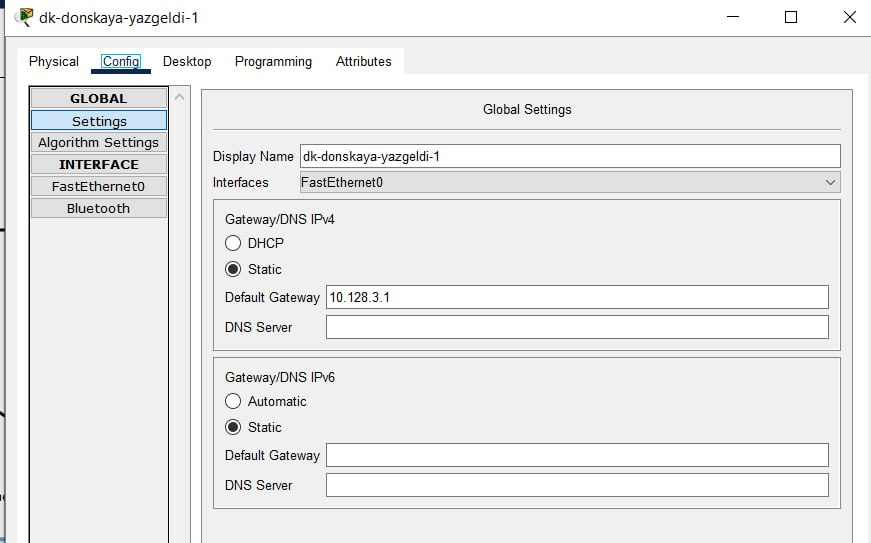 dk-donskaya-yazgeldi-1
Physical Config Desktop Programming Attributes
GLOBAL
Settings
Algorithm Settings
INTERFACE
FastEthernet0
Bluetooth
Global Settings
Display Name dk-donskaya-yazgeldi-1
Interfaces FastEthernet0
Gateway/DNS IPv4
DHCP
Static
Default Gateway 10.128.3.1
DNS Server
Gateway/DNS IPv6
Automatic
Static
Default Gateway
DNS Server